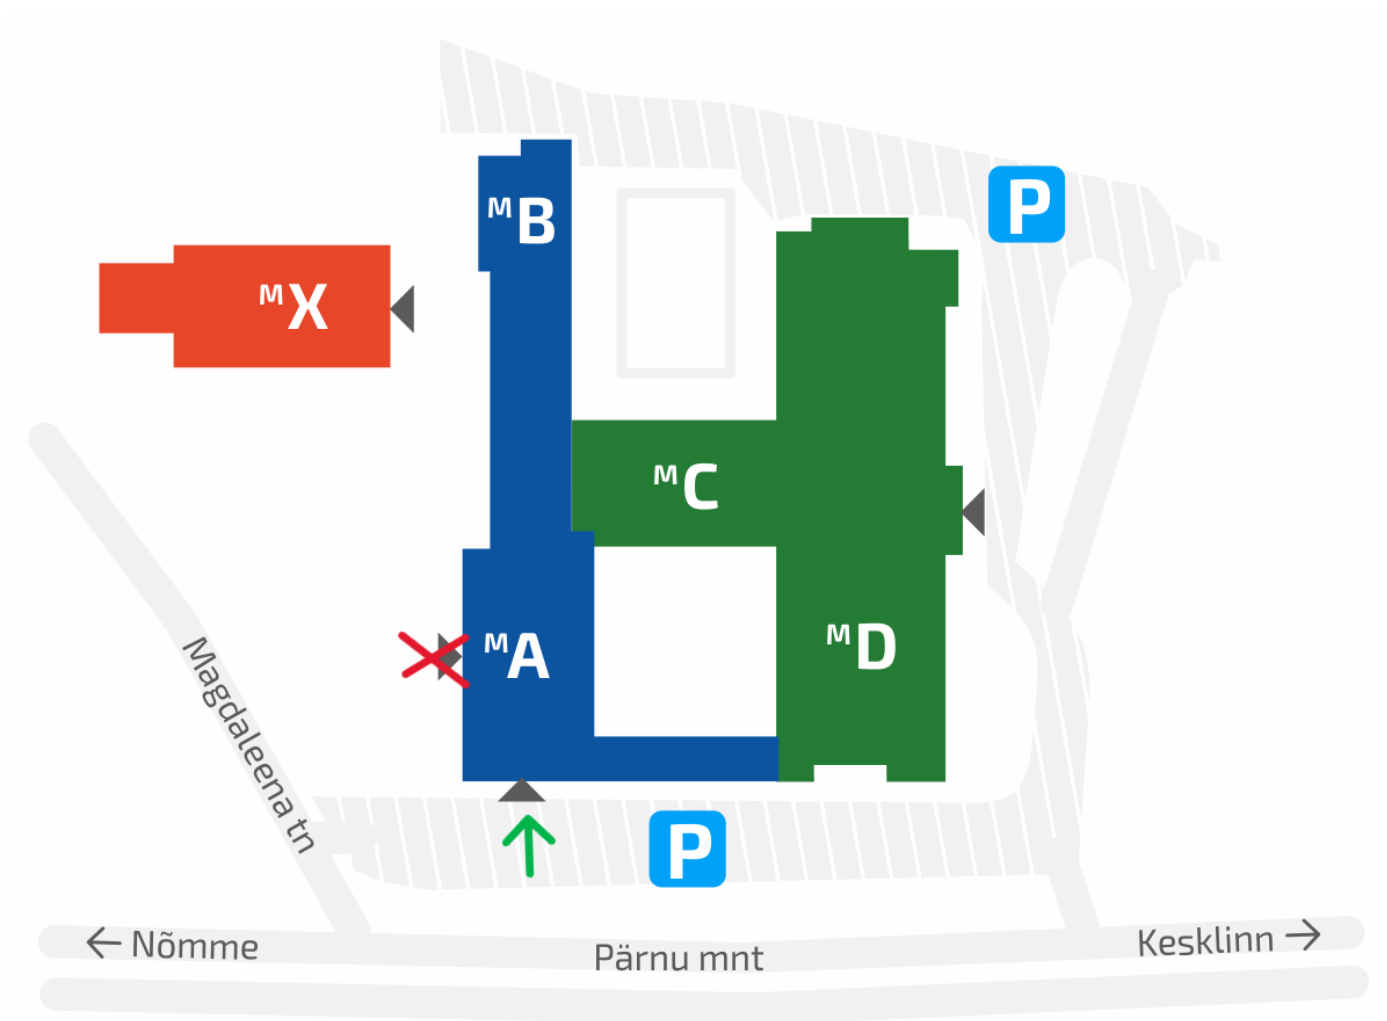 P
ᴹB
ᴹX
ᴹC
ᴹA
ᴹD
Magdaleena tn
P
← Nõmme
Pärnu mnt
Kesklinn →